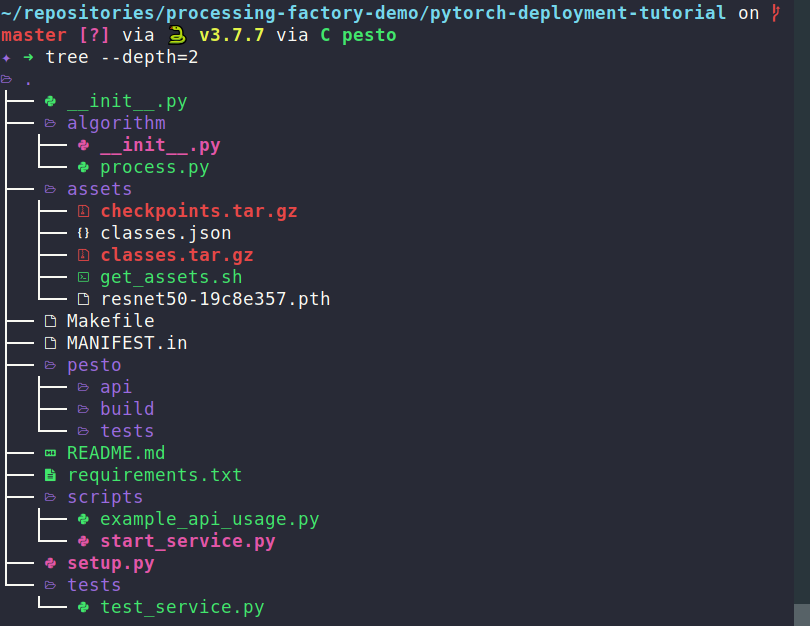 ~/repositories/processing-factory-demo/pytorch-deployment-tutorial on
master [?] via v3.7.7 via C pesto
✦ → tree --depth=2
.
__init__.py
algorithm
__init__.py
process.py
assets
checkpoints.tar.gz
classes.json
classes.tar.gz
get_assets.sh
resnet50-19c8e357.pth
Makefile
MANIFEST.in
pesto
api
build
tests
README.md
requirements.txt
scripts
example_api_usage.py
start_service.py
setup.py
tests
test_service.py